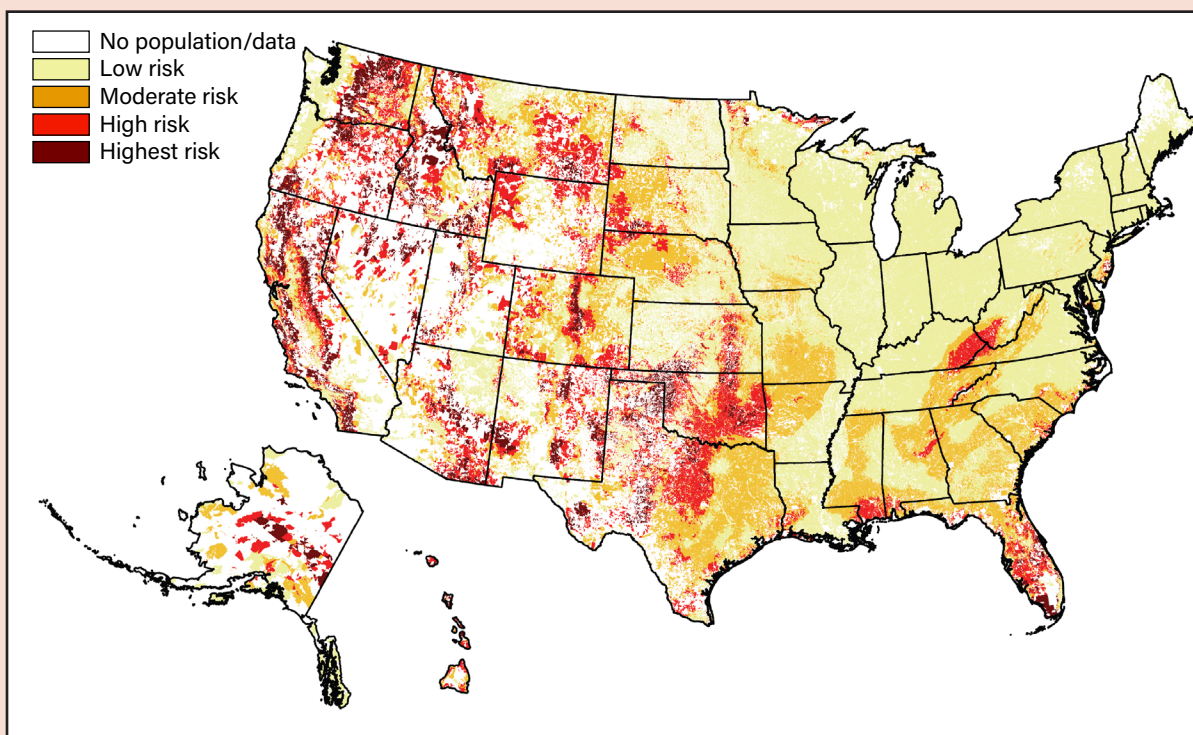 No population/data
Low risk
Moderate risk
High risk
Highest risk